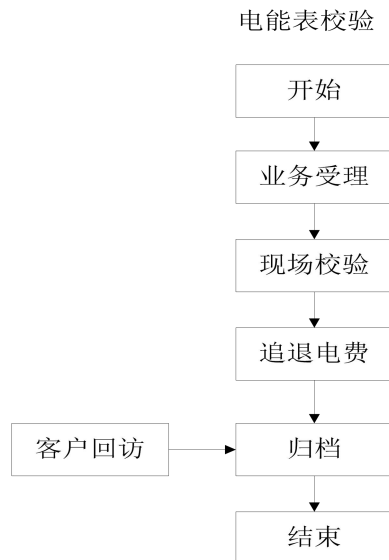 电能表校验
开始
业务受理
现场校验
追退电费
客户回访
归档
结束